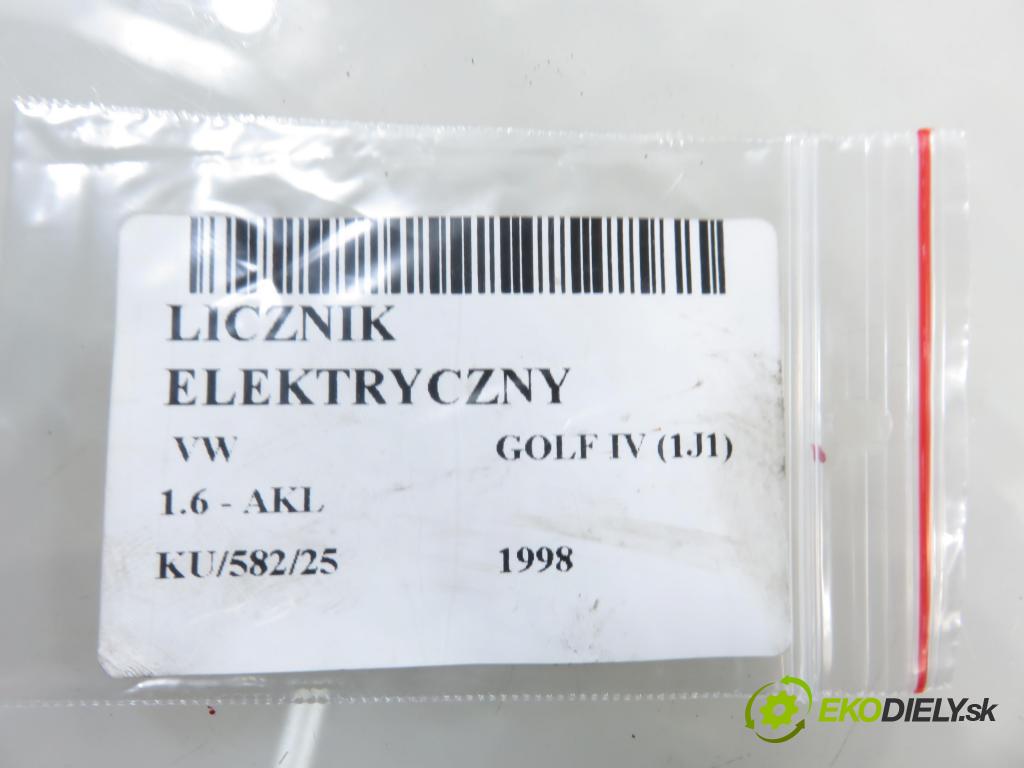 LICZNIK
ELEKTRYCZNY
VW GOLF IV (1J1)
1.6 - AKL
KU/582/25 1998
EKODIELY.sk